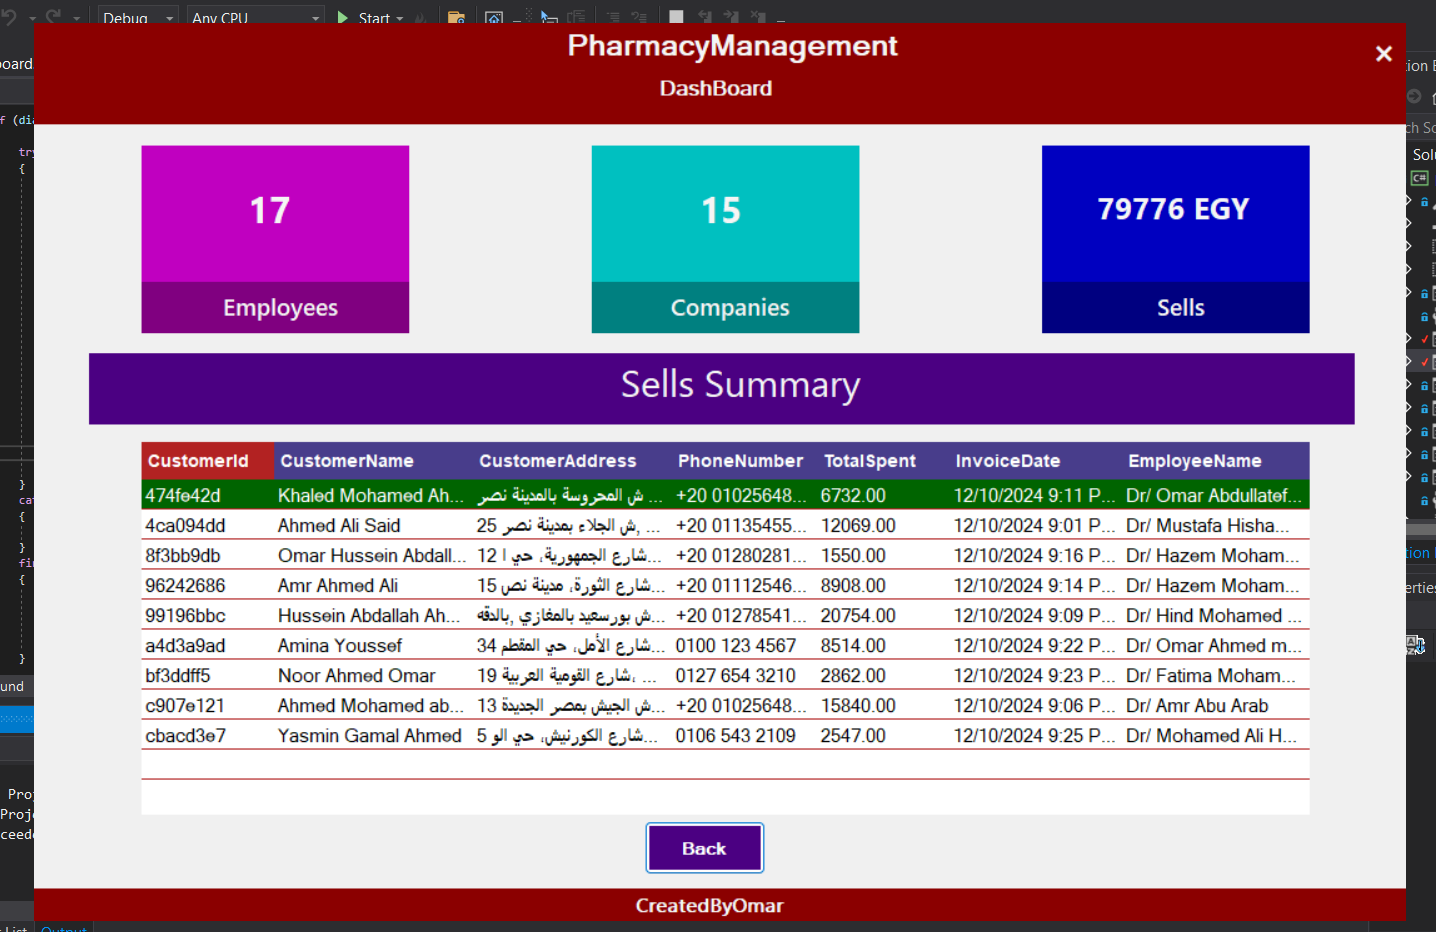 Debug Any CPU Start
PharmacyManagement
DashBoard
17
Employees
15
Companies
79776 EGY
Sells
Sells Summary
CustomerId CustomerName CustomerAddress PhoneNumber TotalSpent InvoiceDate EmployeeName
474fe42d Khaled Mohamed Ah... ش المحروسة بالمدينة نصر ... +20 01025648... 6732.00 12/10/2024 9:11 P... Dr/ Omar Abdullatef...
4ca094dd Ahmed Ali Said 25 ش الجلاء بمدينة نصر, ... +20 01135455... 12069.00 12/10/2024 9:01 P... Dr/ Mustafa Hisha...
8f3bb9db Omar Hussein Abdall... 12 شارع الجمهورية، حي ا... +20 01280281... 1550.00 12/10/2024 9:16 P... Dr/ Hazem Moham...
96242686 Amr Ahmed Ali 15 شارع الثورة، مدينة نص... +20 01112546... 8908.00 12/10/2024 9:14 P... Dr/ Hazem Moham...
99196bbc Hussein Abdallah Ah... ش بورسعيد بالمغازي ,بالدقه... +20 01278541... 20754.00 12/10/2024 9:09 P... Dr/ Hind Mohamed ...
a4d3a9ad Amina Youssef 34 شارع الأمل، حي المقطم... 0100 123 4567 8514.00 12/10/2024 9:22 P... Dr/ Omar Ahmed m...
bf3ddff5 Noor Ahmed Omar 19 شارع القومية العربية، ... 0127 654 3210 2862.00 12/10/2024 9:23 P... Dr/ Fatima Moham...
c907e121 Ahmed Mohamed ab... 13 ش الجيش بمصر الجديدة... +20 01025648... 15840.00 12/10/2024 9:06 P... Dr/ Amr Abu Arab
cbacd3e7 Yasmin Gamal Ahmed 5 شارع الكورنيش، حي الو... 0106 543 2109 2547.00 12/10/2024 9:25 P... Dr/ Mohamed Ali H...
Back
CreatedByOmar
List Output